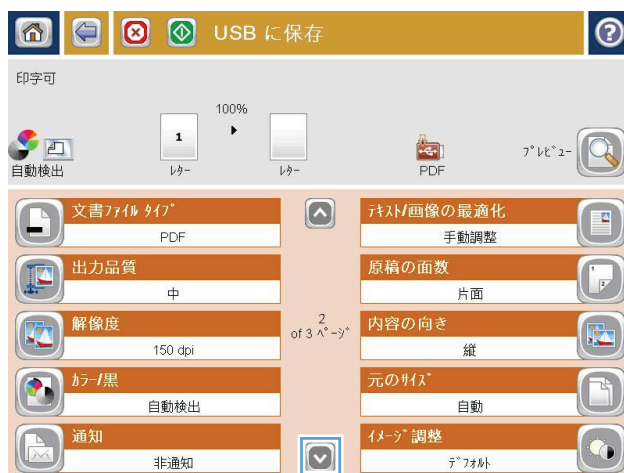 USB に保存
印字可
100%
1
自動検出
ﾚﾀｰ
ﾚﾀｰ
PDF
ﾌﾟﾚﾋﾞｭｰ
文書ﾌｧｲﾙ ﾀｲﾌﾟ
PDF
出力品質
中
解像度
150 dpi
ｶﾗｰ/黒
自動検出
通知
非通知
2
of 3 ﾍﾟｰｼﾞ
ﾃｷｽﾄ/画像の最適化
手動調整
原稿の面数
片面
内容の向き
縦
元のｻｲｽﾞ
自動
ｲﾒｰｼﾞ調整
ﾃﾞﾌｫﾙﾄ